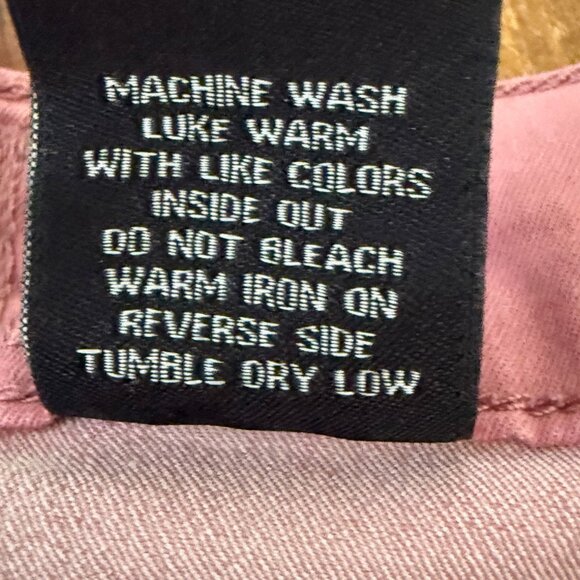 MACHINE WASH
LUKE WARM
WITH LIKE COLORS
INSIDE OUT
DO NOT BLEACH
WARM IRON ON
REVERSE SIDE
TUMBLE DRY LOW